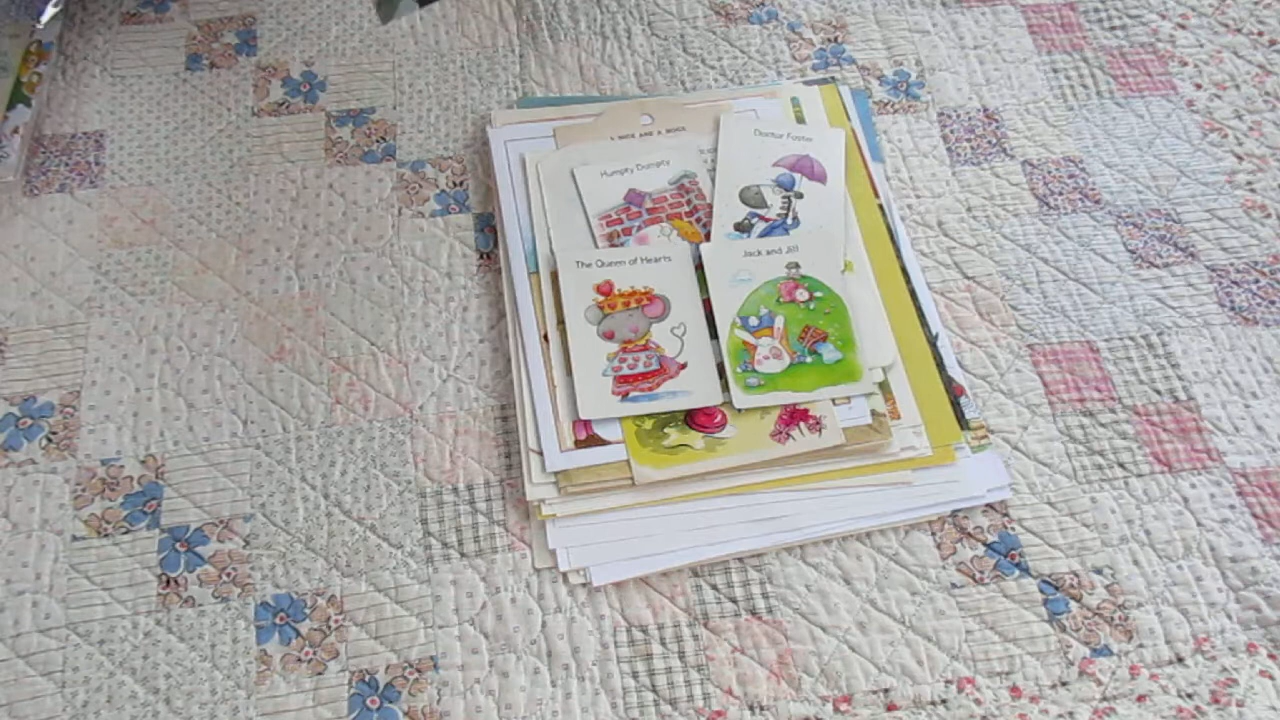 Humpty Dumpty
Doctor Foster
The Queen of Hearts
Jack and Jill